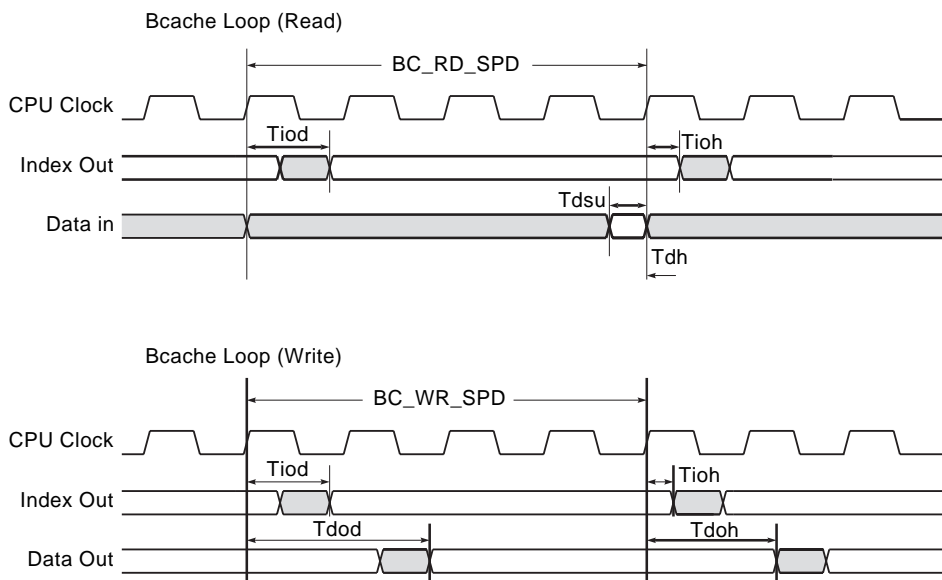 Bcache Loop (Read)
BC_RD_SPD
CPU Clock
Tiod
Tioh
Index Out
Tdsu
Data in
Tdh
Bcache Loop (Write)
BC_WR_SPD
CPU Clock
Tiod
Tioh
Index Out
Tdod
Tdoh
Data Out